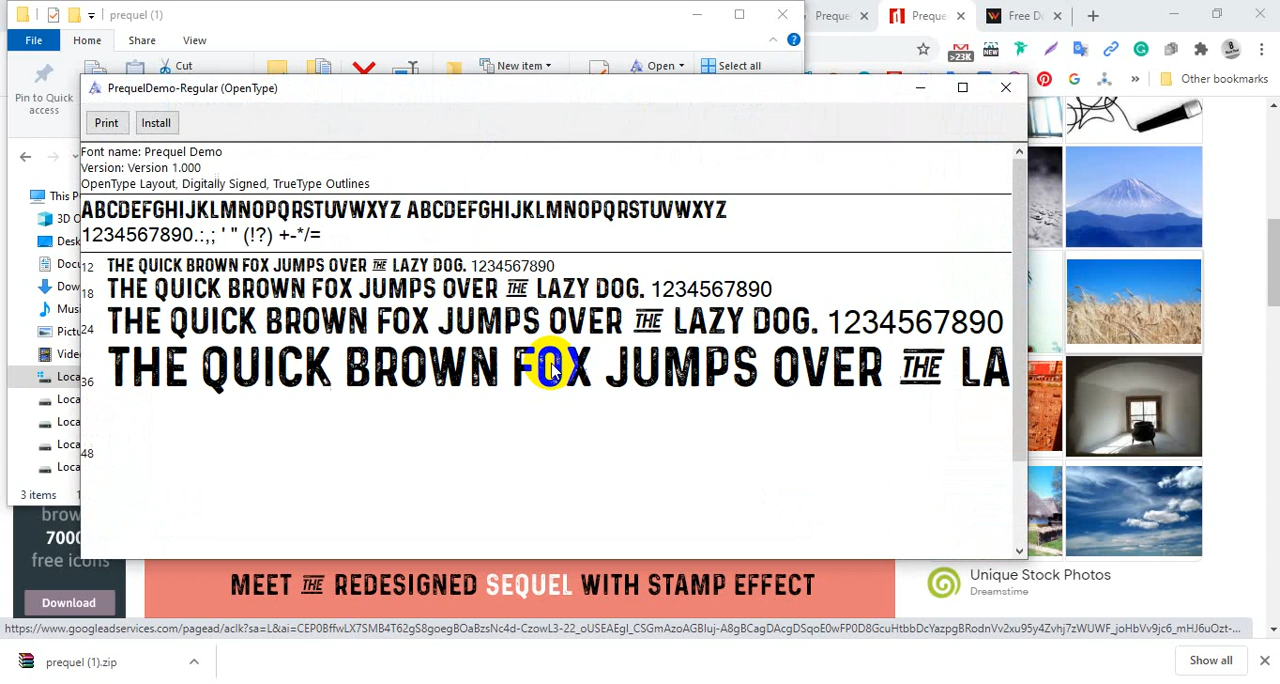 prequel (1)
File Home Share View
Pin to Quick access
Cut
New item
Open
Select all
Preque
Preque
Free D
>23K
NEW
Other bookmarks
PrequelDemo-Regular (OpenType)
Print Install
Font name: Prequel Demo
Version: Version 1.000
OpenType Layout, Digitally Signed, TrueType Outlines
ABCDEFGHIJKLMNOPQRSTUVWXYZ ABCDEFGHIJKLMNOPQRSTUVWXYZ
1234567890.:,; ' " (!?) +-*/=
12 THE QUICK BROWN FOX JUMPS OVER THE LAZY DOG. 1234567890
18 THE QUICK BROWN FOX JUMPS OVER THE LAZY DOG. 1234567890
24 THE QUICK BROWN FOX JUMPS OVER THE LAZY DOG. 1234567890
36 THE QUICK BROWN FOX JUMPS OVER THE LA
48
This P
3D O
Desk
Docu
Dow
Musi
Pictu
Vide
Loca
Loca
Loca
Loca
Loca
3 items
brow
7000
free icons
Download
MEET THE REDESIGNED SEQUEL WITH STAMP EFFECT
Unique Stock Photos
Dreamstime
prequel (1).zip
Show all